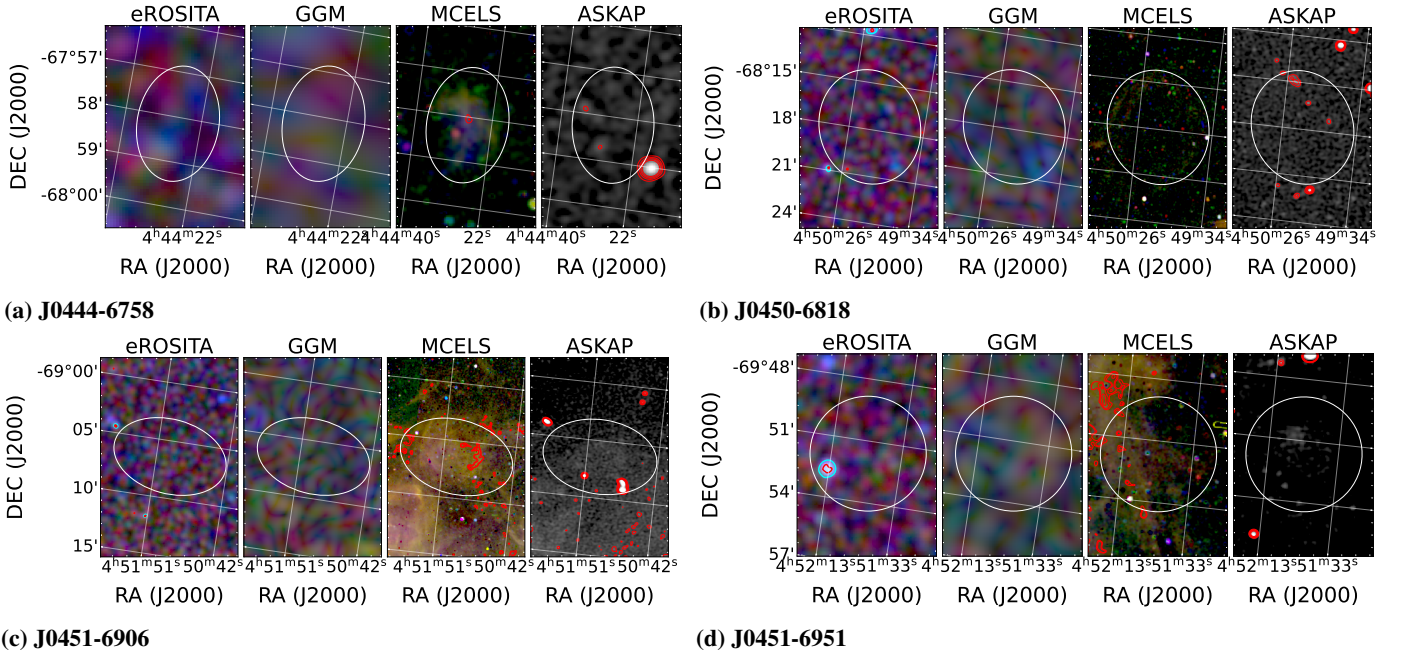 eROSITA GGM MCELS ASKAP
DEC (J2000)
-67°57'
58'
59'
-68°00'
4h44m22s 4h44m22s 4h44m40s 22s 4h44m40s 22s
RA (J2000) RA (J2000) RA (J2000) RA (J2000)
(a) J0444-6758
eROSITA GGM MCELS ASKAP
DEC (J2000)
-68°15'
18'
21'
24'
4h50m26s 49m34s 4h50m26s 49m34s 4h50m26s 49m34s 4h50m26s 49m34s
RA (J2000) RA (J2000) RA (J2000) RA (J2000)
(b) J0450-6818
eROSITA GGM MCELS ASKAP
DEC (J2000)
-69°00'
05'
10'
15'
4h51m51s 50m42s 4h51m51s 50m42s 4h51m51s 50m42s 4h51m51s 50m42s
RA (J2000) RA (J2000) RA (J2000) RA (J2000)
(c) J0451-6906
eROSITA GGM MCELS ASKAP
DEC (J2000)
-69°48'
51'
54'
57'
4h52m13s 51m33s 4h52m13s 51m33s 4h52m13s 51m33s 4h52m13s 51m33s
RA (J2000) RA (J2000) RA (J2000) RA (J2000)
(d) J0451-6951